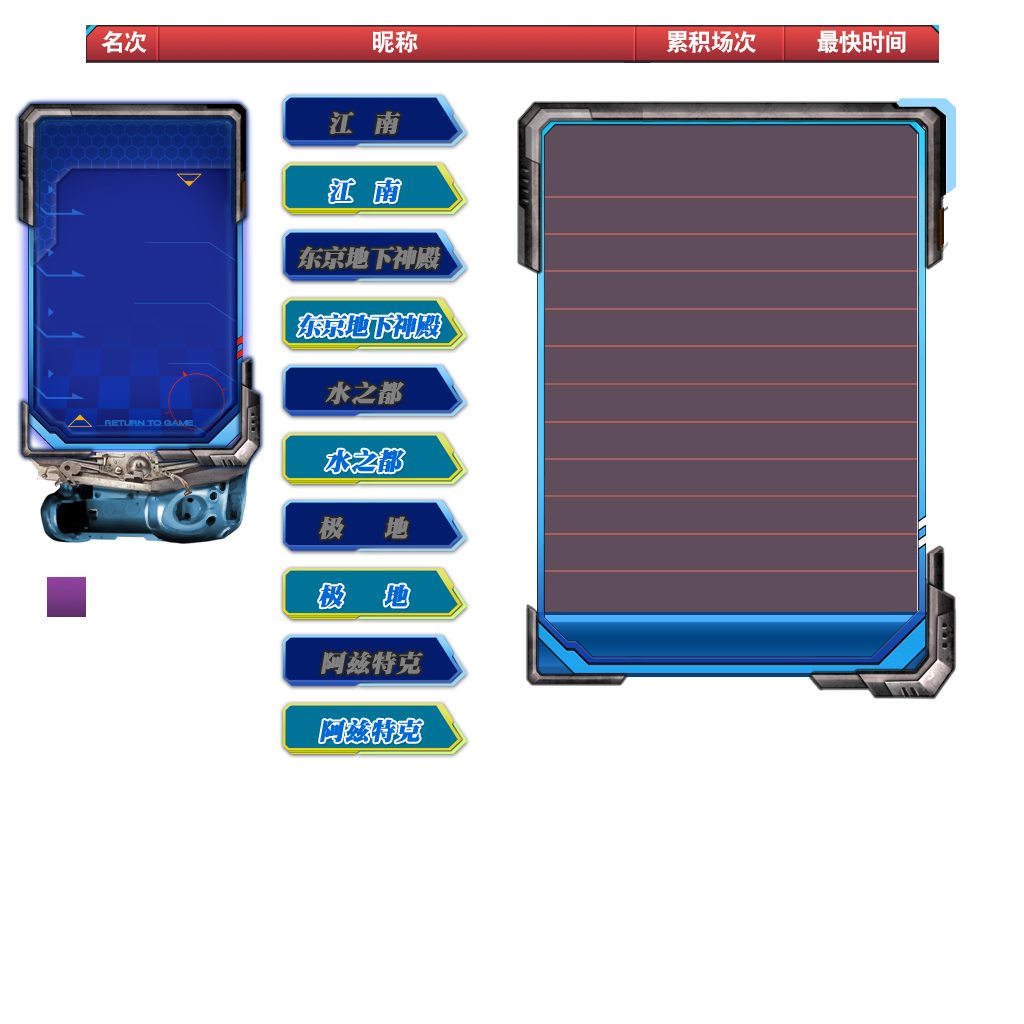 名次 昵称 累积场次 最快时间
江 南
江 南
东京地下神殿
东京地下神殿
水之都
水之都
RETURN TO GAME
极 地
极 地
阿兹特克
阿兹特克